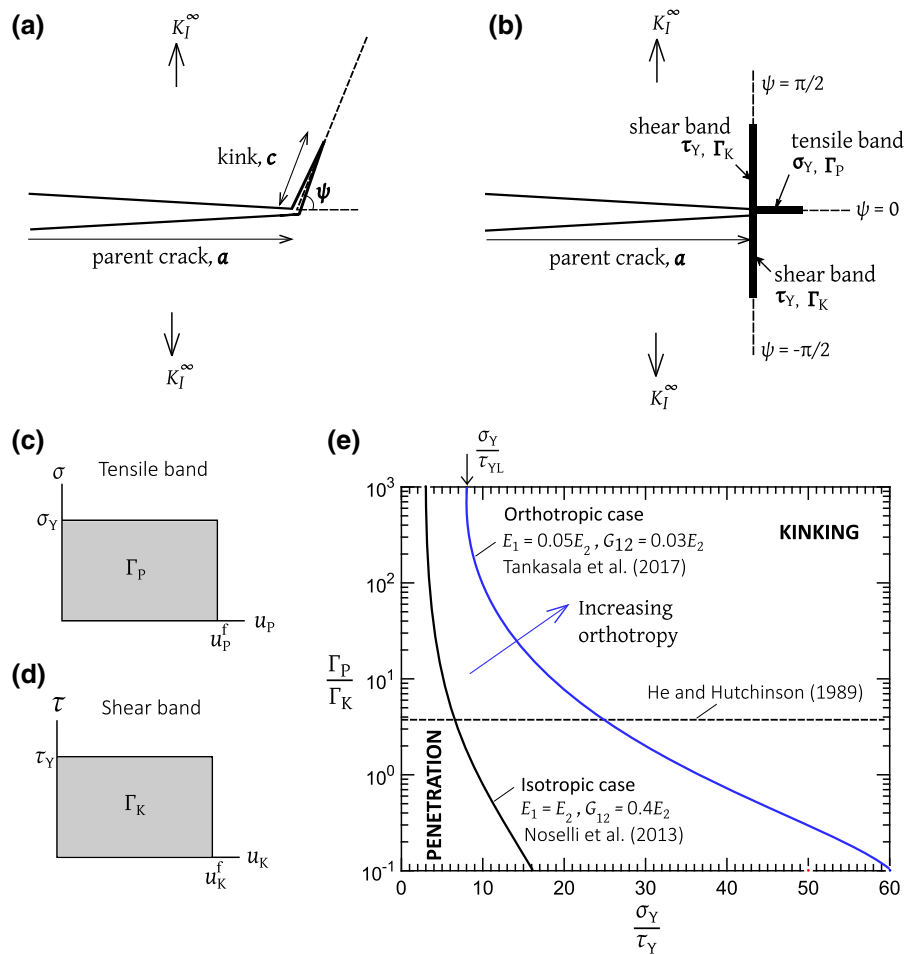 (a)
K_I^∞
kink, c
ψ
parent crack, a
K_I^∞
(b)
K_I^∞
ψ = π/2
shear band
τ_Y, Γ_K
tensile band
σ_Y, Γ_P
ψ = 0
parent crack, a
shear band
τ_Y, Γ_K
ψ = -π/2
K_I^∞
(c)
σ
Tensile band
σ_Y
Γ_P
u_P^f
u_P
(d)
τ
Shear band
τ_Y
Γ_K
u_K^f
u_K
(e)
σ_Y
τ_YL
10^3
10^2
10^1
10^0
10^-1
Γ_P
Γ_K
Orthotropic case
E_1 = 0.05E_2 , G_12 = 0.03E_2
Tankasala et al. (2017)
KINKING
Increasing
orthotropy
He and Hutchinson (1989)
PENETRATION
Isotropic case
E_1 = E_2 , G_12 = 0.4E_2
Noselli et al. (2013)
0 10 20 30 40 50 60
σ_Y
τ_Y